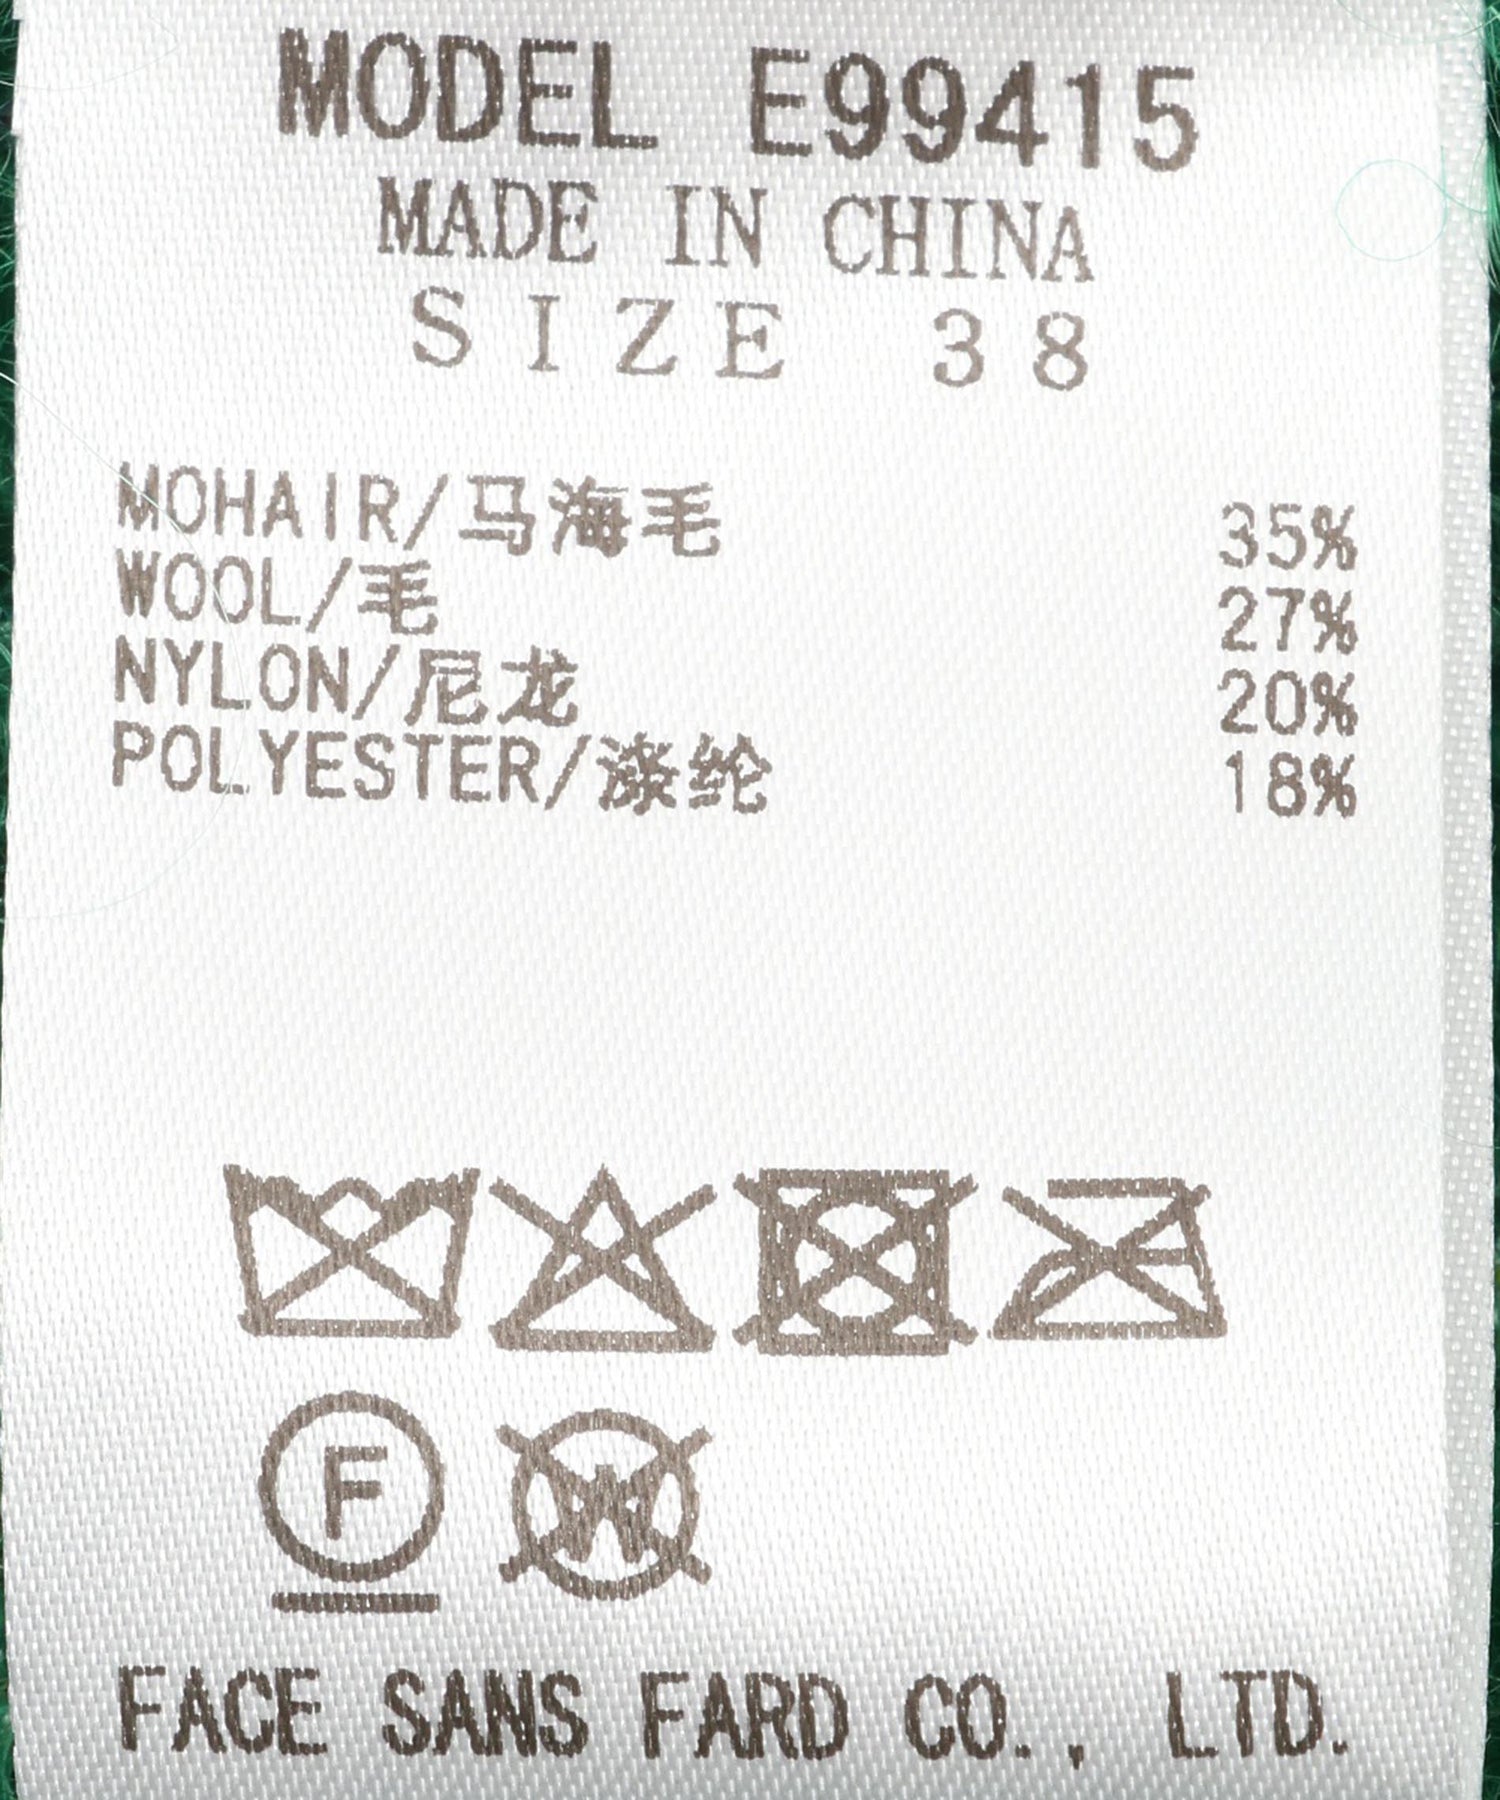 MODEL E99415
MADE IN CHINA
SIZE 38
MOHAIR/马海毛 35%
WOOL/毛 27%
NYLON/尼龙 20%
POLYESTER/涤纶 18%
F
W
FACE SANS FARD CO., LTD.